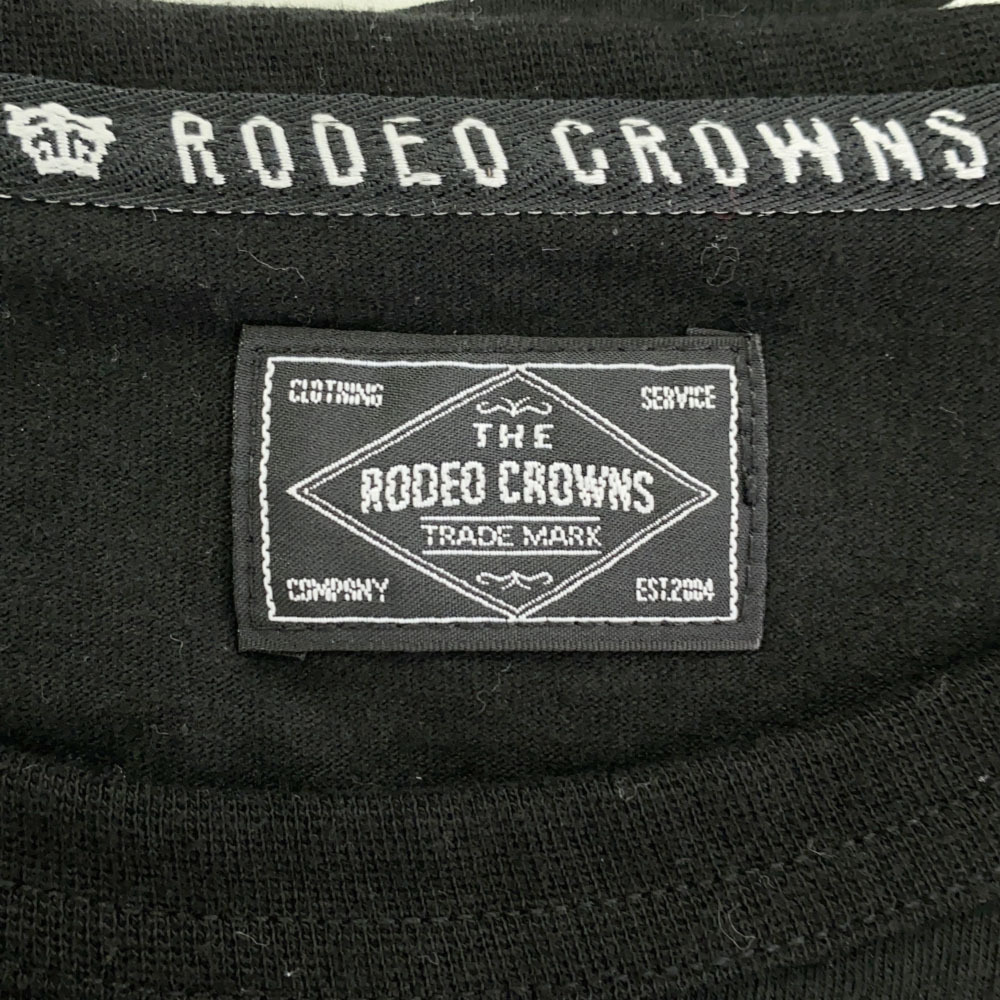 RODEO CROWNS
CLOTHING SERVICE
THE
RODEO CROWNS
TRADE MARK
COMPANY EST.2004